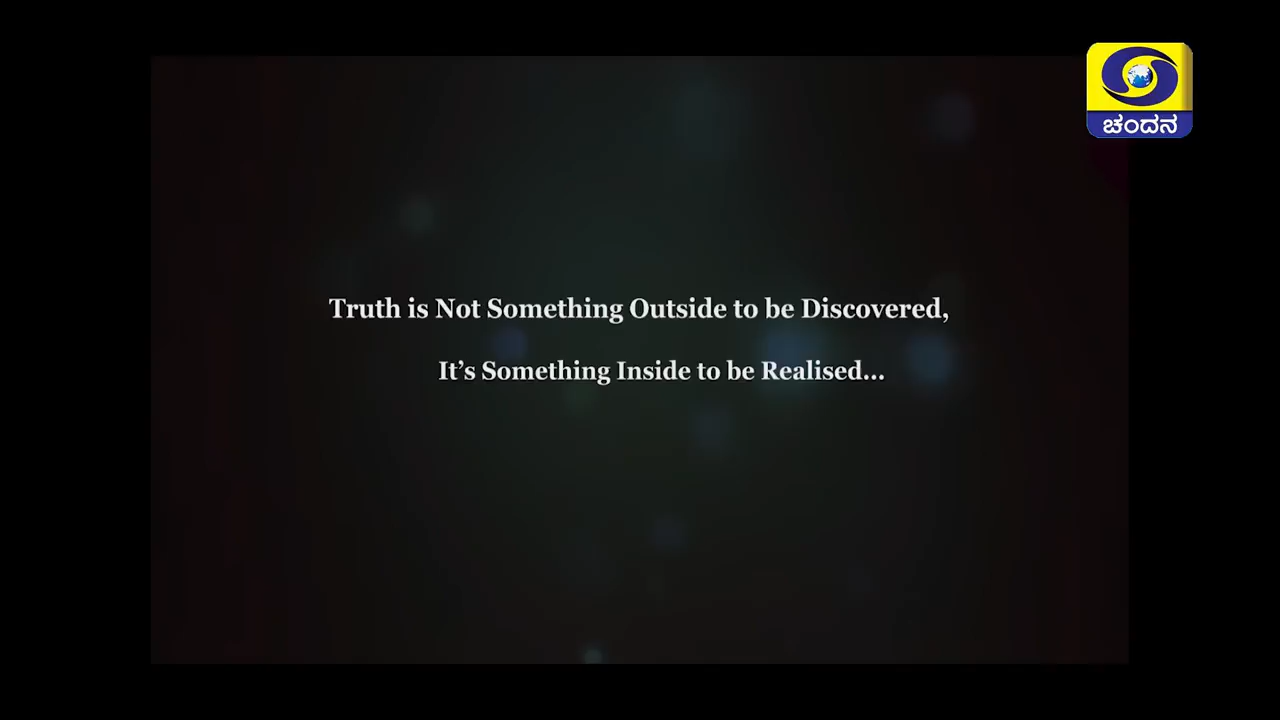 ಚಂದನ
Truth is Not Something Outside to be Discovered,
It’s Something Inside to be Realised...